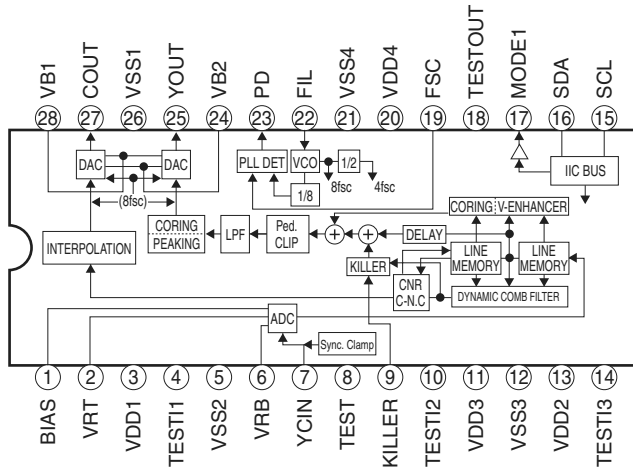 VB1
COUT
VSS1
YOUT
VB2
PD
FIL
VSS4
VDD4
FSC
TESTOUT
MODE1
SDA
SCL
28
27
26
25
24
23
22
21
20
19
18
17
16
15
DAC
DAC
(8fsc)
PLL DET
VCO
1/2
8fsc
4fsc
1/8
IIC BUS
CORING
V-ENHANCER
CORING
PEAKING
LPF
Ped.
CLIP
+
+
DELAY
INTERPOLATION
KILLER
LINE
MEMORY
LINE
MEMORY
CNR
C-N.C
DYNAMIC COMB FILTER
ADC
Sync. Clamp
1
2
3
4
5
6
7
8
9
10
11
12
13
14
BIAS
VRT
VDD1
TESTI1
VSS2
VRB
YCIN
TEST
KILLER
TESTI2
VDD3
VSS3
VDD2
TESTI3